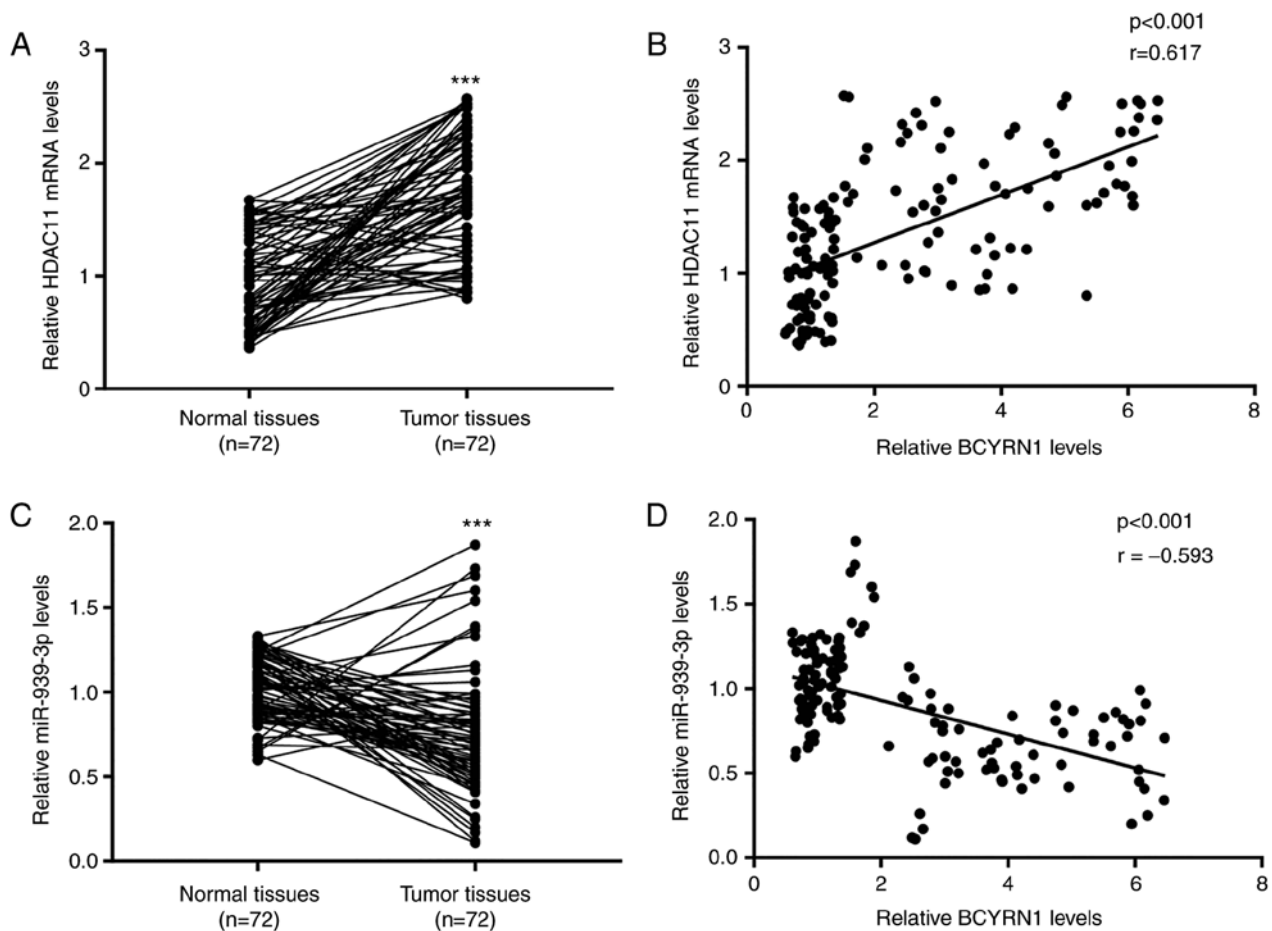 A
Relative HDAC11 mRNA levels
3
2
1
0
***
Normal tissues
(n=72)
Tumor tissues
(n=72)
B
p<0.001
r=0.617
Relative HDAC11 mRNA levels
3
2
1
0
0 2 4 6 8
Relative BCYRN1 levels
C
Relative miR-939-3p levels
2.0
1.5
1.0
0.5
0.0
***
Normal tissues
(n=72)
Tumor tissues
(n=72)
D
p<0.001
r = −0.593
Relative miR-939-3p levels
2.0
1.5
1.0
0.5
0.0
0 2 4 6 8
Relative BCYRN1 levels